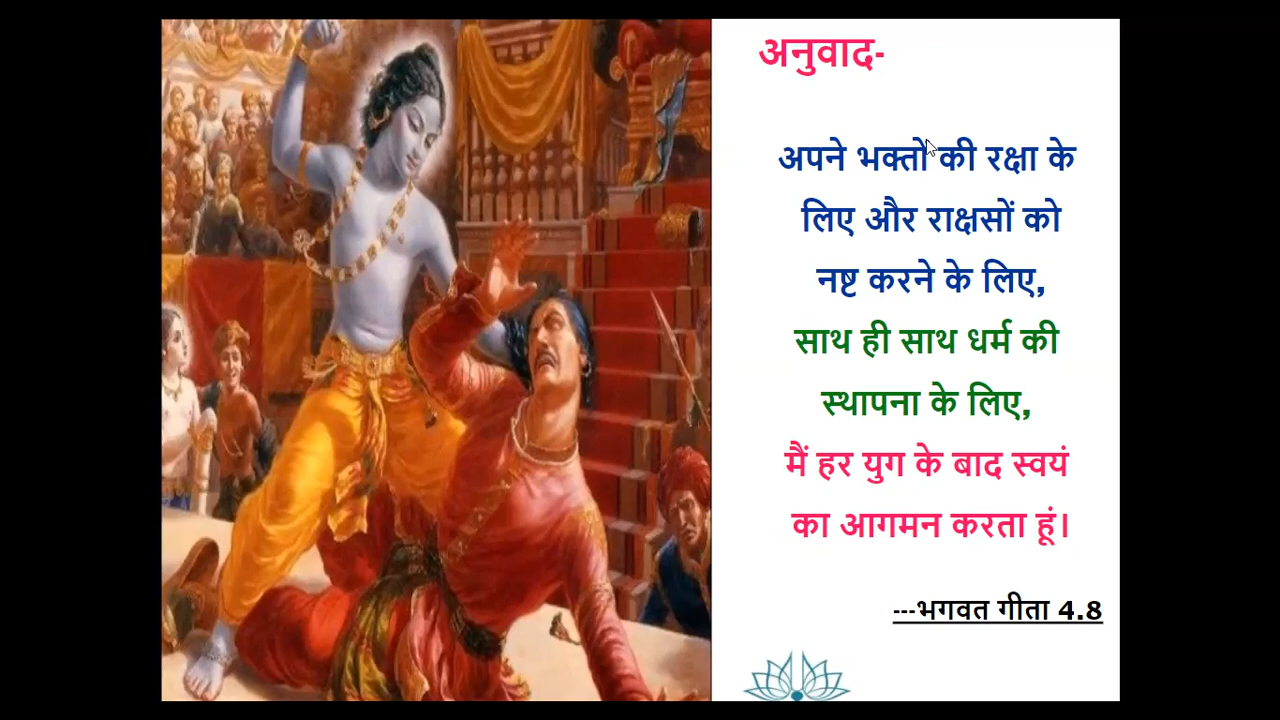 अनुवाद-
अपने भक्तो की रक्षा के
लिए और राक्षसों को
नष्ट करने के लिए,
साथ ही साथ धर्म की
स्थापना के लिए,
मैं हर युग के बाद स्वयं
का आगमन करता हूं।
---भगवत गीता 4.8